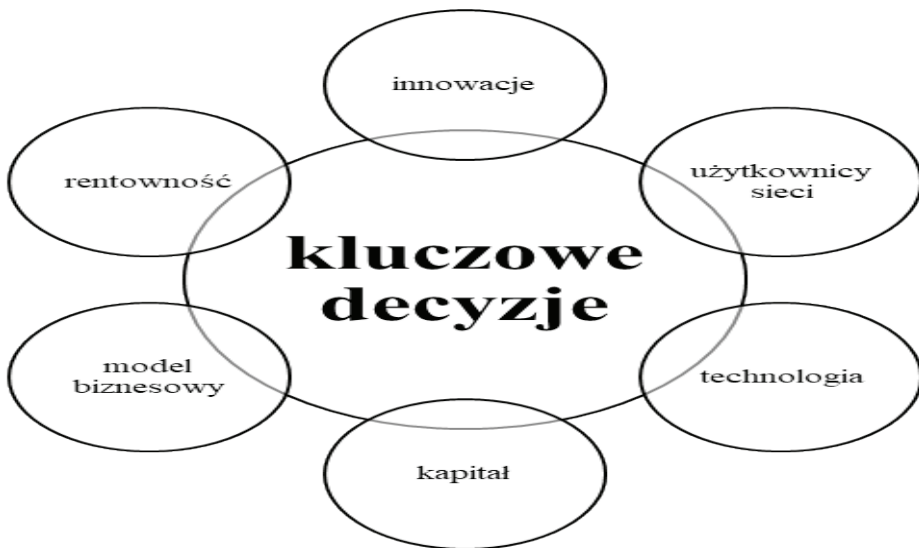 innowacje
rentowność
użytkownicy
sieci
kluczowe
decyzje
model
biznesowy
technologia
kapitał